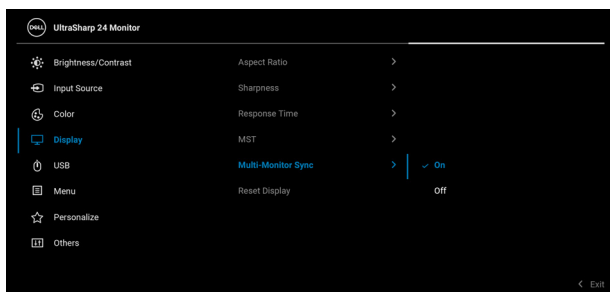 DELL UltraSharp 24 Monitor
Brightness/Contrast Aspect Ratio
Input Source Sharpness
Color Response Time
Display MST
USB Multi-Monitor Sync On
Menu Reset Display Off
Personalize
Others
Exit